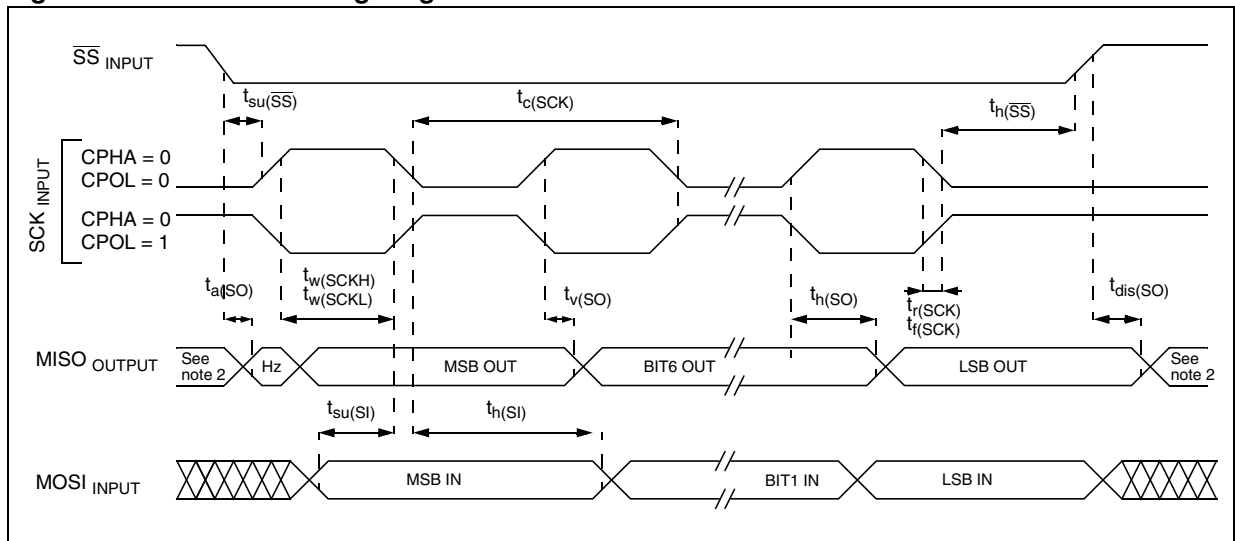 SS INPUT
tsu(SS)
tc(SCK)
th(SS)
SCK INPUT
CPHA = 0
CPOL = 0
CPHA = 0
CPOL = 1
ta(SO)
tw(SCKH)
tw(SCKL)
tv(SO)
th(SO)
tr(SCK)
tf(SCK)
tdis(SO)
MISO OUTPUT
See
note 2
Hz
MSB OUT
BIT6 OUT
LSB OUT
See
note 2
tsu(SI)
th(SI)
MOSI INPUT
MSB IN
BIT1 IN
LSB IN